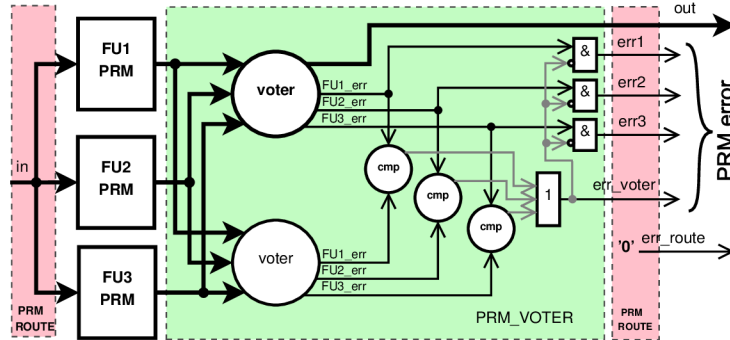 out
FU1
PRM
voter
&
err1
FU1_err
FU2_err
FU3_err
&
err2
&
err3
in
FU2
PRM
cmp
cmp
cmp
1
err_voter
PRM error
FU3
PRM
voter
FU1_err
FU2_err
FU3_err
'0'
err_route
PRM
ROUTE
PRM_VOTER
PRM
ROUTE